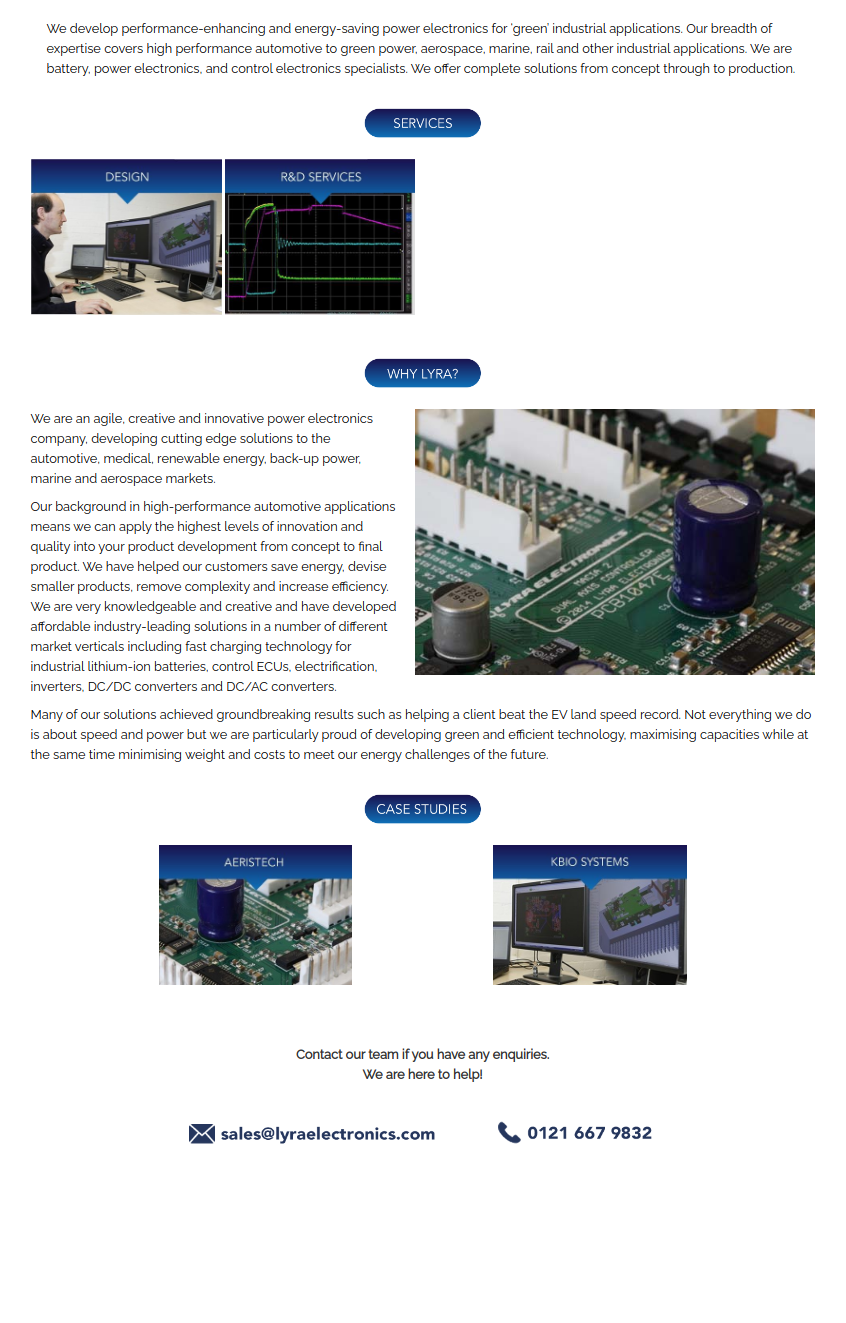 We develop performance-enhancing and energy-saving power electronics for 'green' industrial applications. Our breadth of
expertise covers high performance automotive to green power, aerospace, marine, rail and other industrial applications. We are
battery, power electronics, and control electronics specialists. We offer complete solutions from concept through to production.
SERVICES
DESIGN
R&D SERVICES
WHY LYRA?
We are an agile, creative and innovative power electronics
company, developing cutting edge solutions to the
automotive, medical, renewable energy, back-up power,
marine and aerospace markets.
Our background in high-performance automotive applications
means we can apply the highest levels of innovation and
quality into your product development from concept to final
product. We have helped our customers save energy, devise
smaller products, remove complexity and increase efficiency.
We are very knowledgeable and creative and have developed
affordable industry-leading solutions in a number of different
market verticals including fast charging technology for
industrial lithium-ion batteries, control ECUs, electrification,
inverters, DC/DC converters and DC/AC converters.
LYRA ELECTRONICS
MACIA 2
DUAL AXIS CONTROLLER
©2014 LYRA ELECTRONICS
PCB1047
R100
Many of our solutions achieved groundbreaking results such as helping a client beat the EV land speed record. Not everything we do
is about speed and power but we are particularly proud of developing green and efficient technology, maximising capacities while at
the same time minimising weight and costs to meet our energy challenges of the future.
CASE STUDIES
AERISTECH
KBIO SYSTEMS
Contact our team if you have any enquiries.
We are here to help!
sales@lyraelectronics.com
0121 667 9832